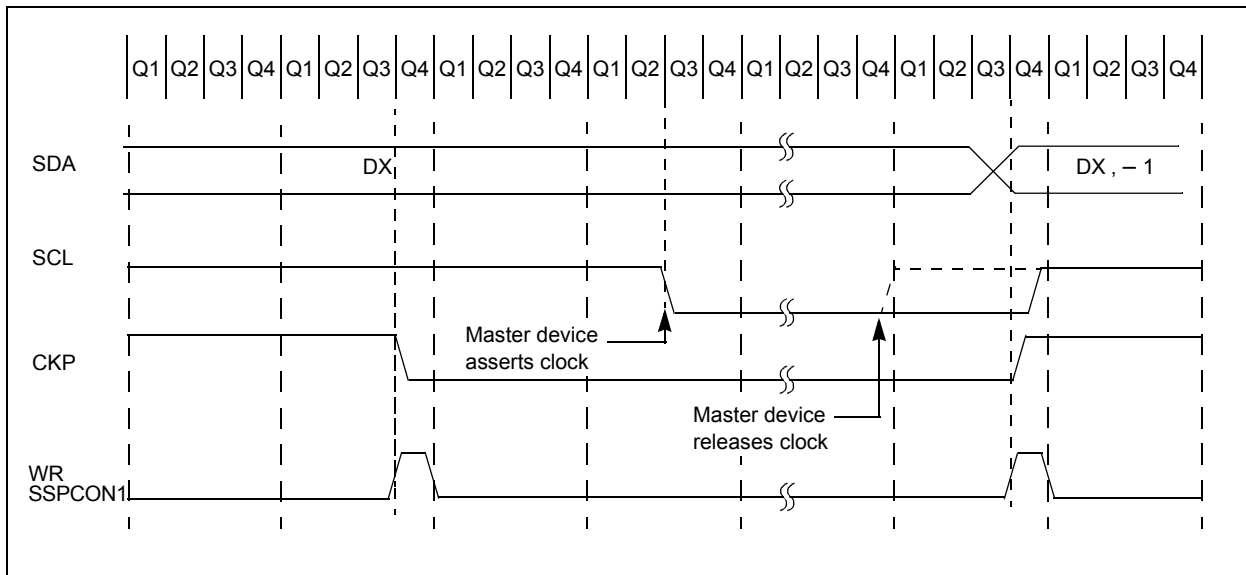 Q1 Q2 Q3 Q4 Q1 Q2 Q3 Q4 Q1 Q2 Q3 Q4 Q1 Q2 Q3 Q4 Q1 Q2 Q3 Q4 Q1 Q2 Q3 Q4 Q1 Q2 Q3 Q4
SDA
DX
DX , – 1
SCL
Master device
asserts clock
CKP
Master device
releases clock
WR
SSPCON1